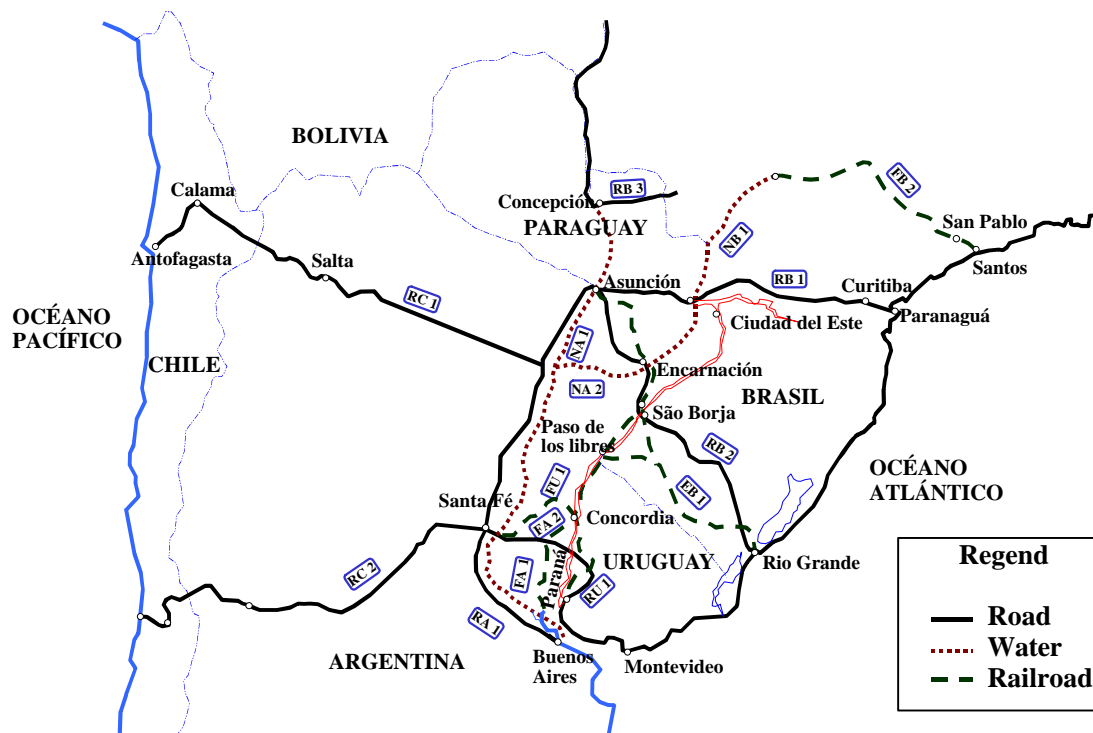 BOLIVIA
Calama
Concepción
RB 3
FB 2
PARAGUAY
San Pablo
NB 1
Antofagasta
Salta
Santos
Asunción
RB 1
RC 1
Curitiba
OCÉANO
PACÍFICO
Paranaguá
Ciudad del Este
NA 1
CHILE
Encarnación
NA 2
BRASIL
São Borja
Paso de
los libres
RB 2
OCÉANO
ATLÁNTICO
FU 1
EB 1
Santa Fé
Concordia
FA 2
URUGUAY
Rio Grande
RC 2
FA 1
Paraná
RU 1
RA 1
ARGENTINA
Buenos
Aires
Montevideo
Regend
Road
Water
Railroad